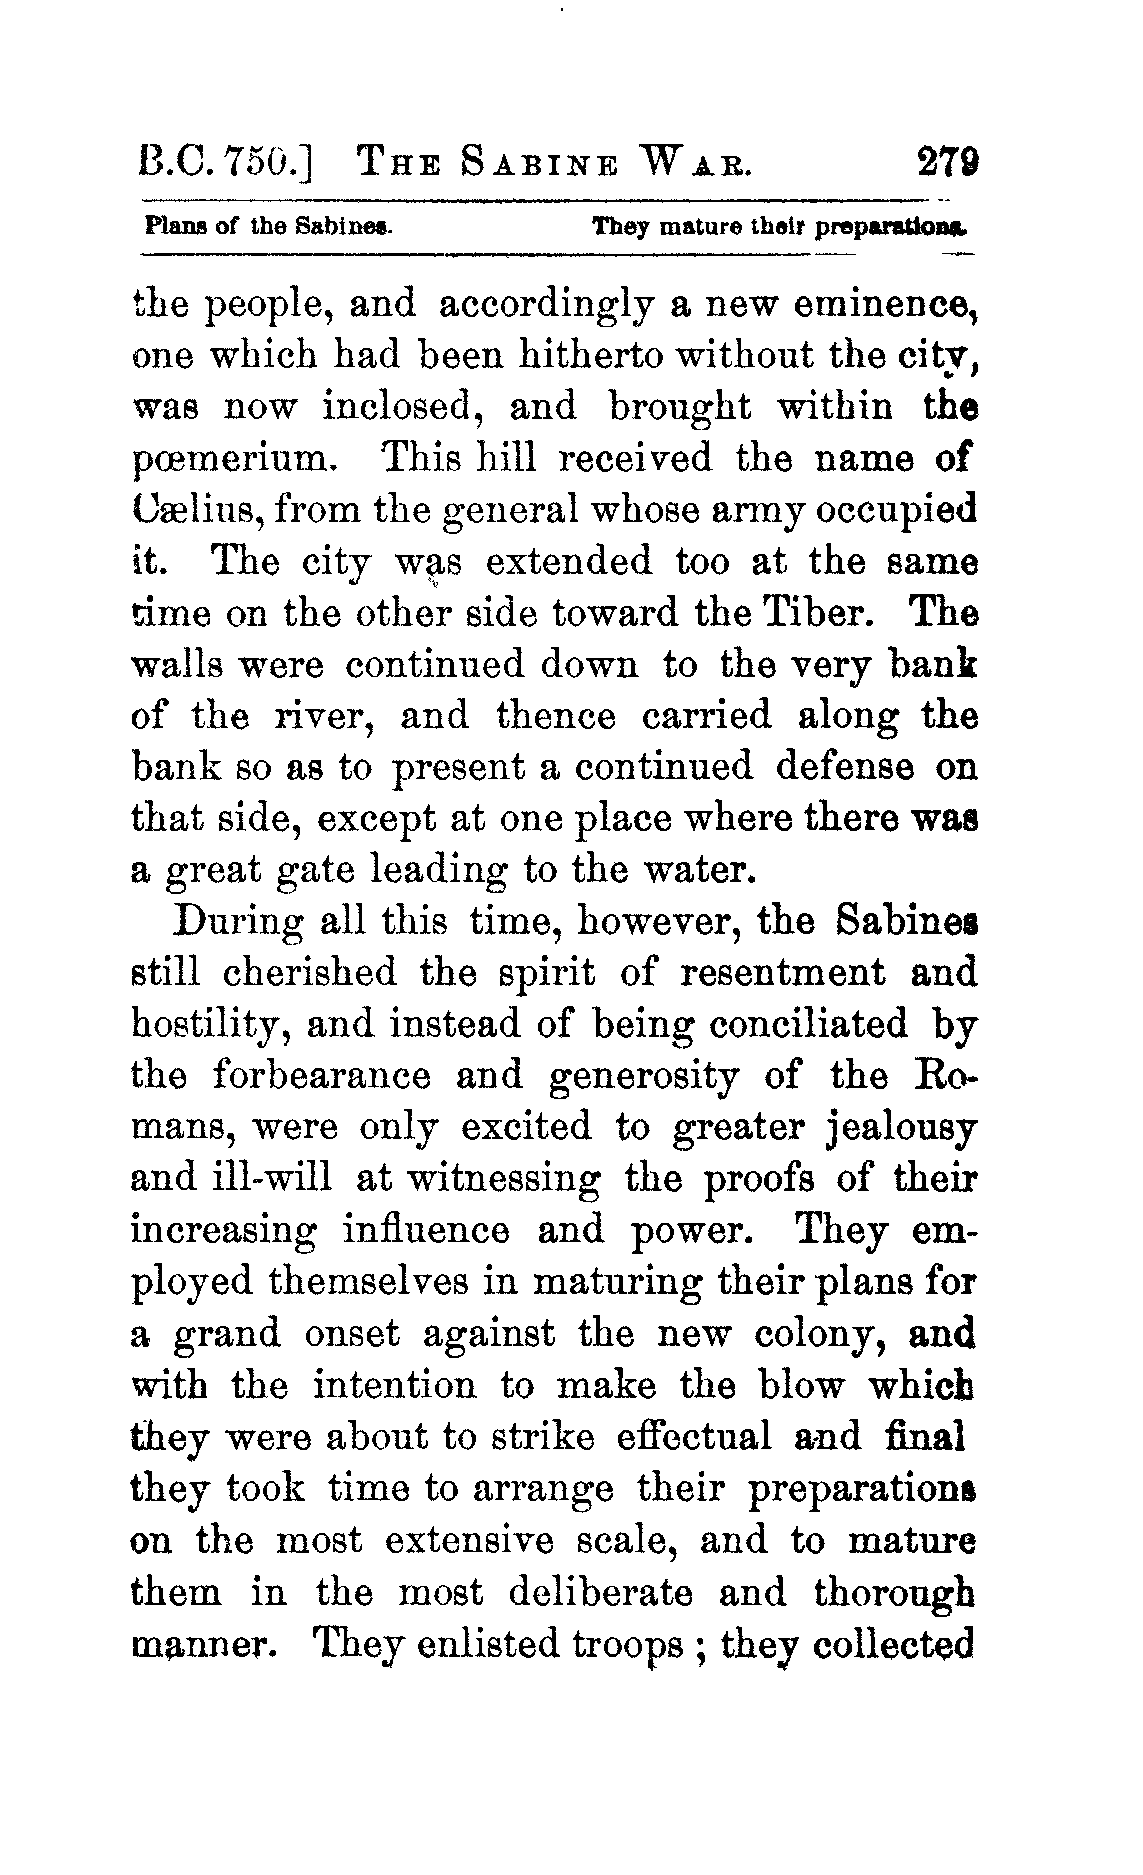 B.C. 750.] THE SABINE WAR. 279
Plans of the Sabines. They mature their preparations.
the people, and accordingly a new eminence,
one which had been hitherto without the city,
was now inclosed, and brought within the
pœmerium. This hill received the name of
Cælius, from the general whose army occupied
it. The city was extended too at the same
time on the other side toward the Tiber. The
walls were continued down to the very bank
of the river, and thence carried along the
bank so as to present a continued defense on
that side, except at one place where there was
a great gate leading to the water.
During all this time, however, the Sabines
still cherished the spirit of resentment and
hostility, and instead of being conciliated by
the forbearance and generosity of the Ro-
mans, were only excited to greater jealousy
and ill-will at witnessing the proofs of their
increasing influence and power. They em-
ployed themselves in maturing their plans for
a grand onset against the new colony, and
with the intention to make the blow which
they were about to strike effectual and final
they took time to arrange their preparations
on the most extensive scale, and to mature
them in the most deliberate and thorough
manner. They enlisted troops ; they collected